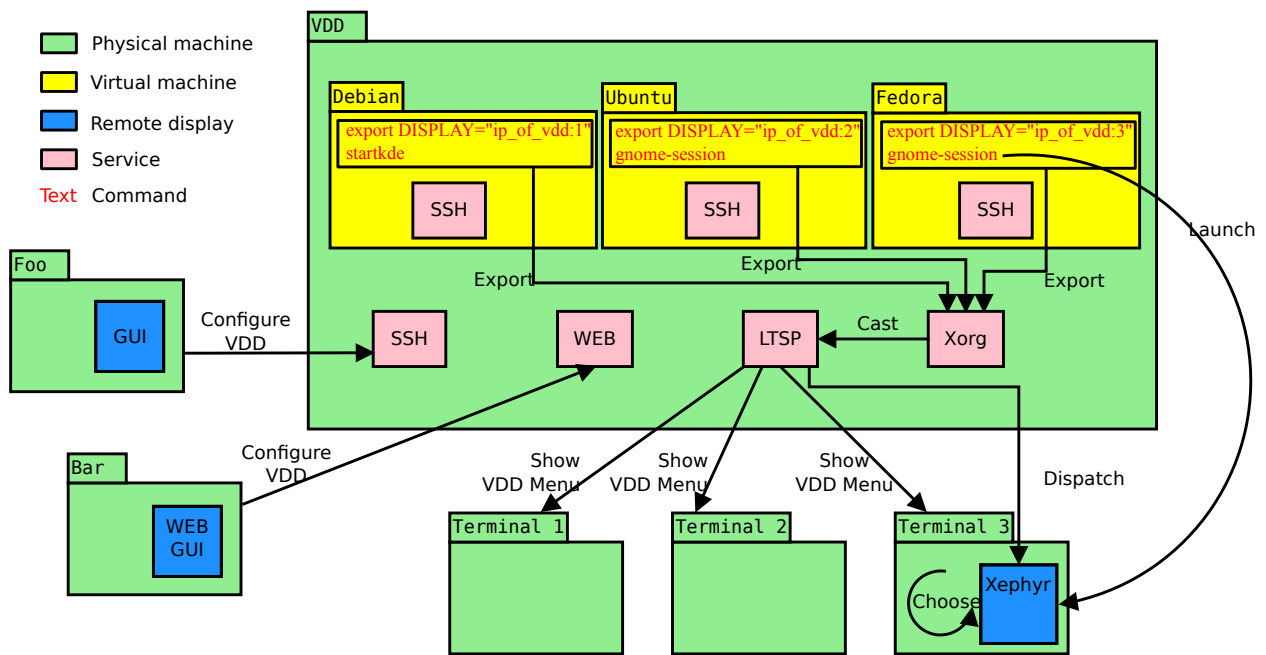 VDD
Physical machine
Virtual machine
Remote display
Service
Text Command
Debian
export DISPLAY="ip_of_vdd:1"
startkde
SSH
Ubuntu
export DISPLAY="ip_of_vdd:2"
gnome-session
SSH
Fedora
export DISPLAY="ip_of_vdd:3"
gnome-session
SSH
Launch
Export
Export
Export
Foo
GUI
Configure
VDD
SSH
WEB
LTSP
Cast
Xorg
Bar
WEB
GUI
Configure
VDD
Show
VDD Menu
Show
VDD Menu
Show
VDD Menu
Dispatch
Terminal 1
Terminal 2
Terminal 3
Choose
Xephyr